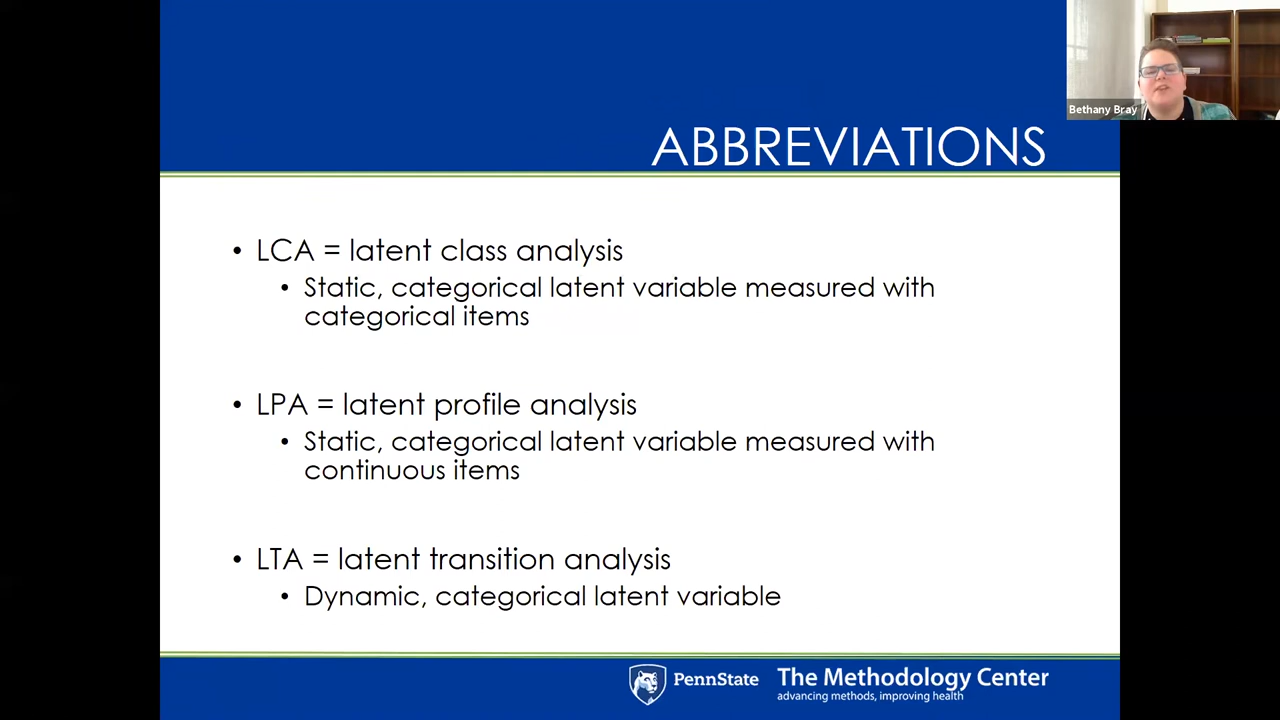 Bethany Bray
ABBREVIATIONS
• LCA = latent class analysis
• Static, categorical latent variable measured with
categorical items
• LPA = latent profile analysis
• Static, categorical latent variable measured with
continuous items
• LTA = latent transition analysis
• Dynamic, categorical latent variable
PennState
The Methodology Center
advancing methods, improving health